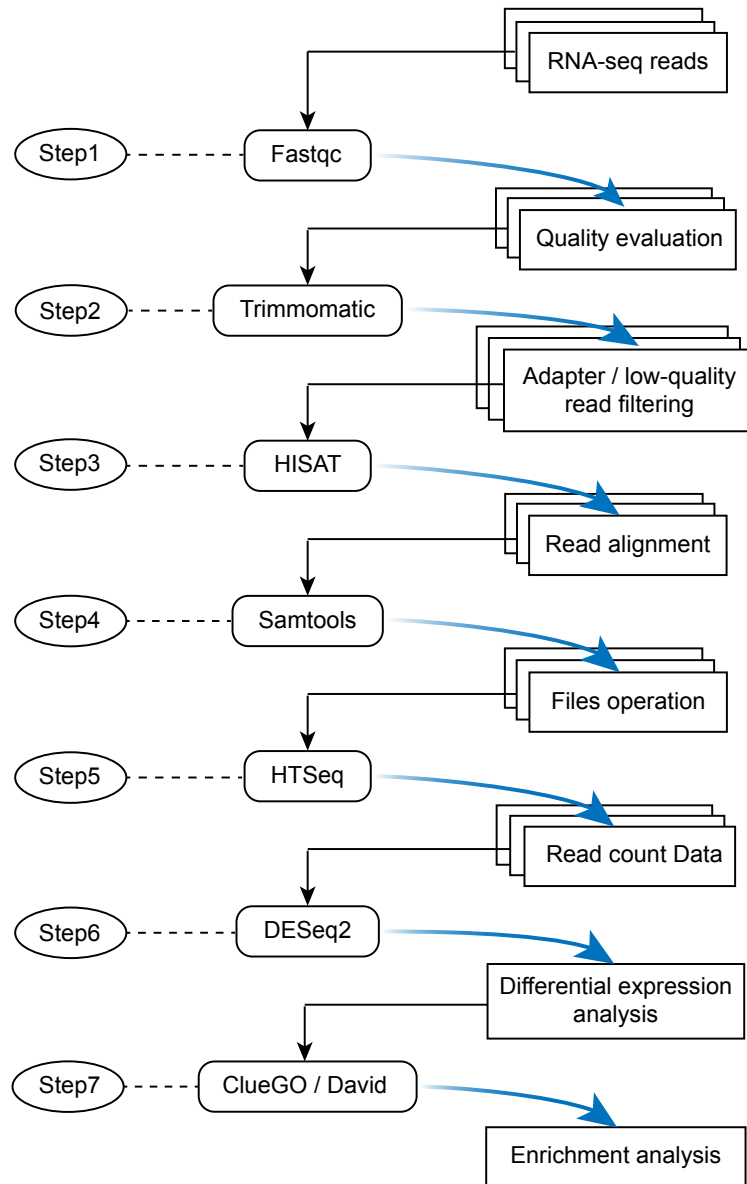 RNA-seq reads
Step1
Fastqc
Quality evaluation
Step2
Trimmomatic
Adapter / low-quality
read filtering
Step3
HISAT
Read alignment
Step4
Samtools
Files operation
Step5
HTSeq
Read count Data
Step6
DESeq2
Differential expression
analysis
Step7
ClueGO / David
Enrichment analysis